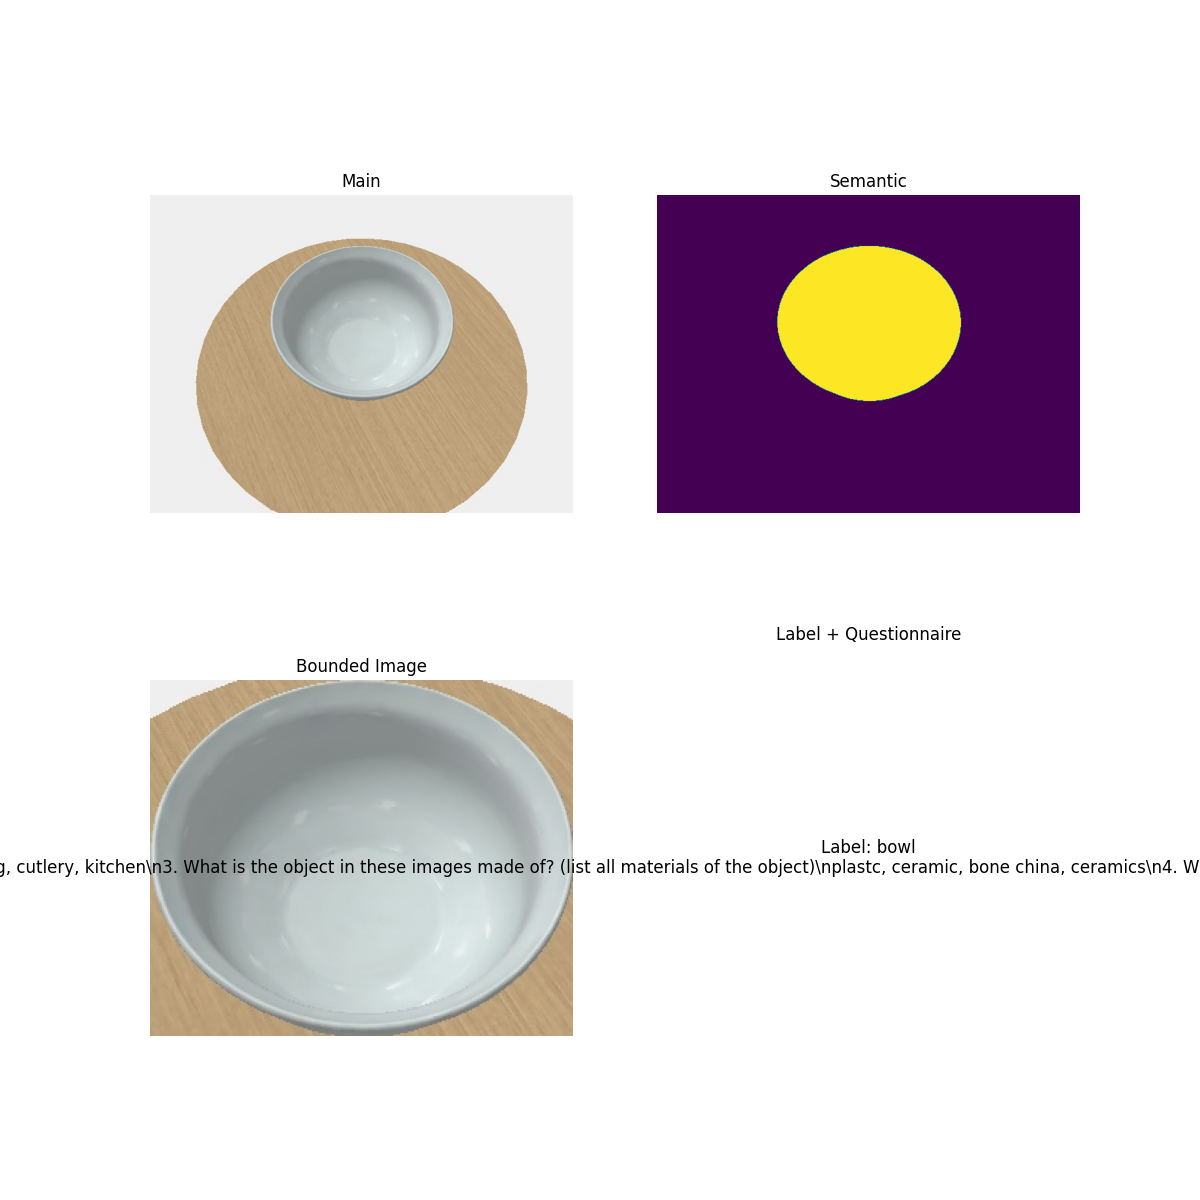 Main
Semantic
Label + Questionnaire
Bounded Image
Label: bowl
, cutlery, kitchen\n3. What is the object in these images made of? (list all materials of the object)\nplastc, ceramic, bone china, ceramics\n4. W